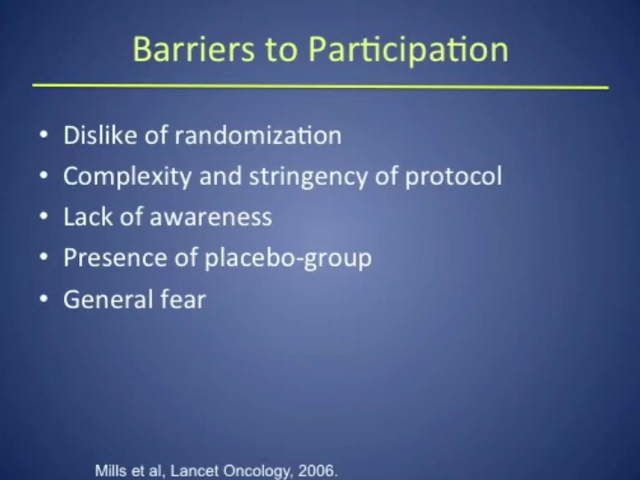 Barriers to Participation
• Dislike of randomization
• Complexity and stringency of protocol
• Lack of awareness
• Presence of placebo-group
• General fear
Mills et al, Lancet Oncology, 2006.